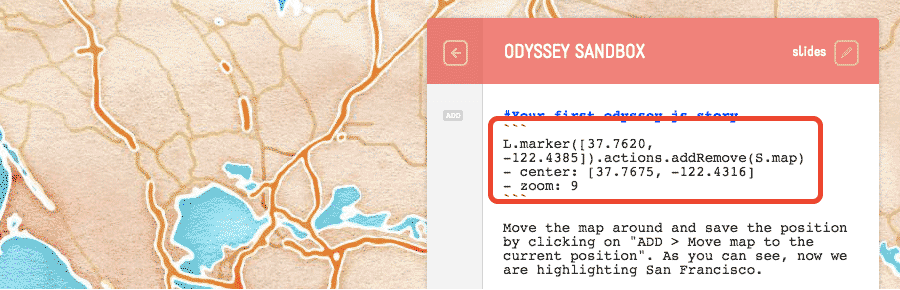 ODYSSEY SANDBOX
slides
ADD
#Your first odyssey.js story
```
L.marker([37.7620,
-122.4385]).actions.addRemove(S.map)
- center: [37.7675, -122.4316]
- zoom: 9
```
Move the map around and save the position
by clicking on "ADD > Move map to the
current position". As you can see, now we
are highlighting San Francisco.